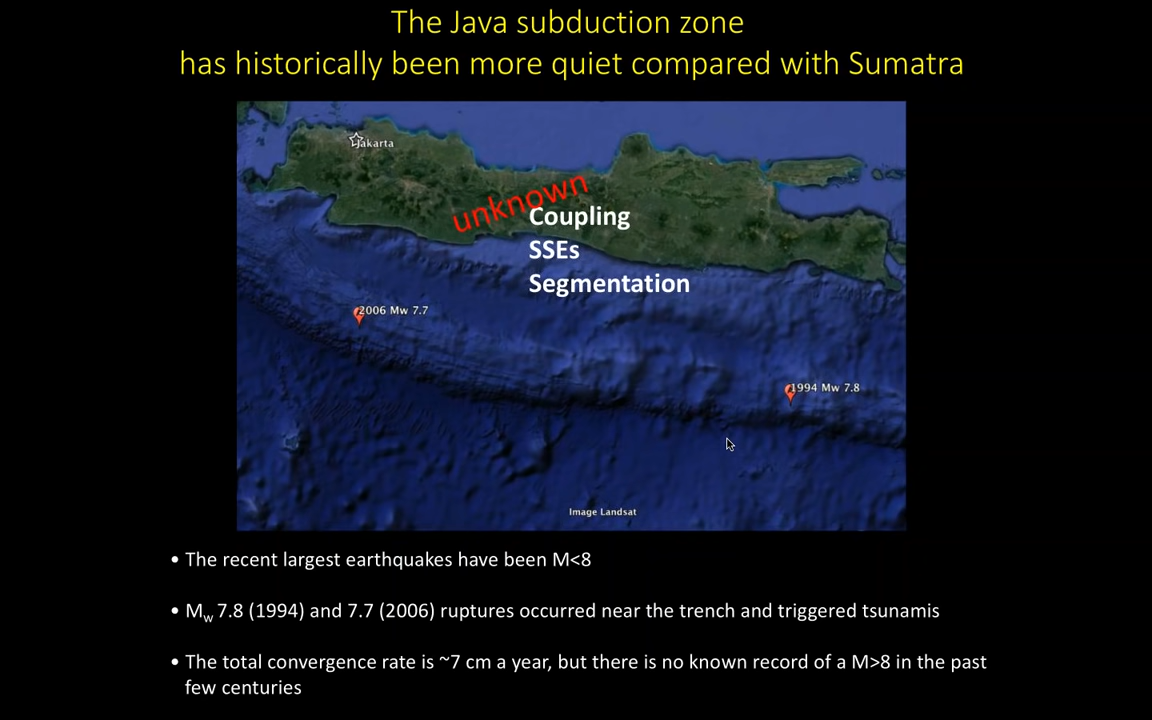 The Java subduction zone
has historically been more quiet compared with Sumatra
Jakarta
unknown
Coupling
SSEs
Segmentation
2006 Mw 7.7
1994 Mw 7.8
Image Landsat
• The recent largest earthquakes have been M<8
• Mw 7.8 (1994) and 7.7 (2006) ruptures occurred near the trench and triggered tsunamis
• The total convergence rate is ~7 cm a year, but there is no known record of a M>8 in the past
few centuries